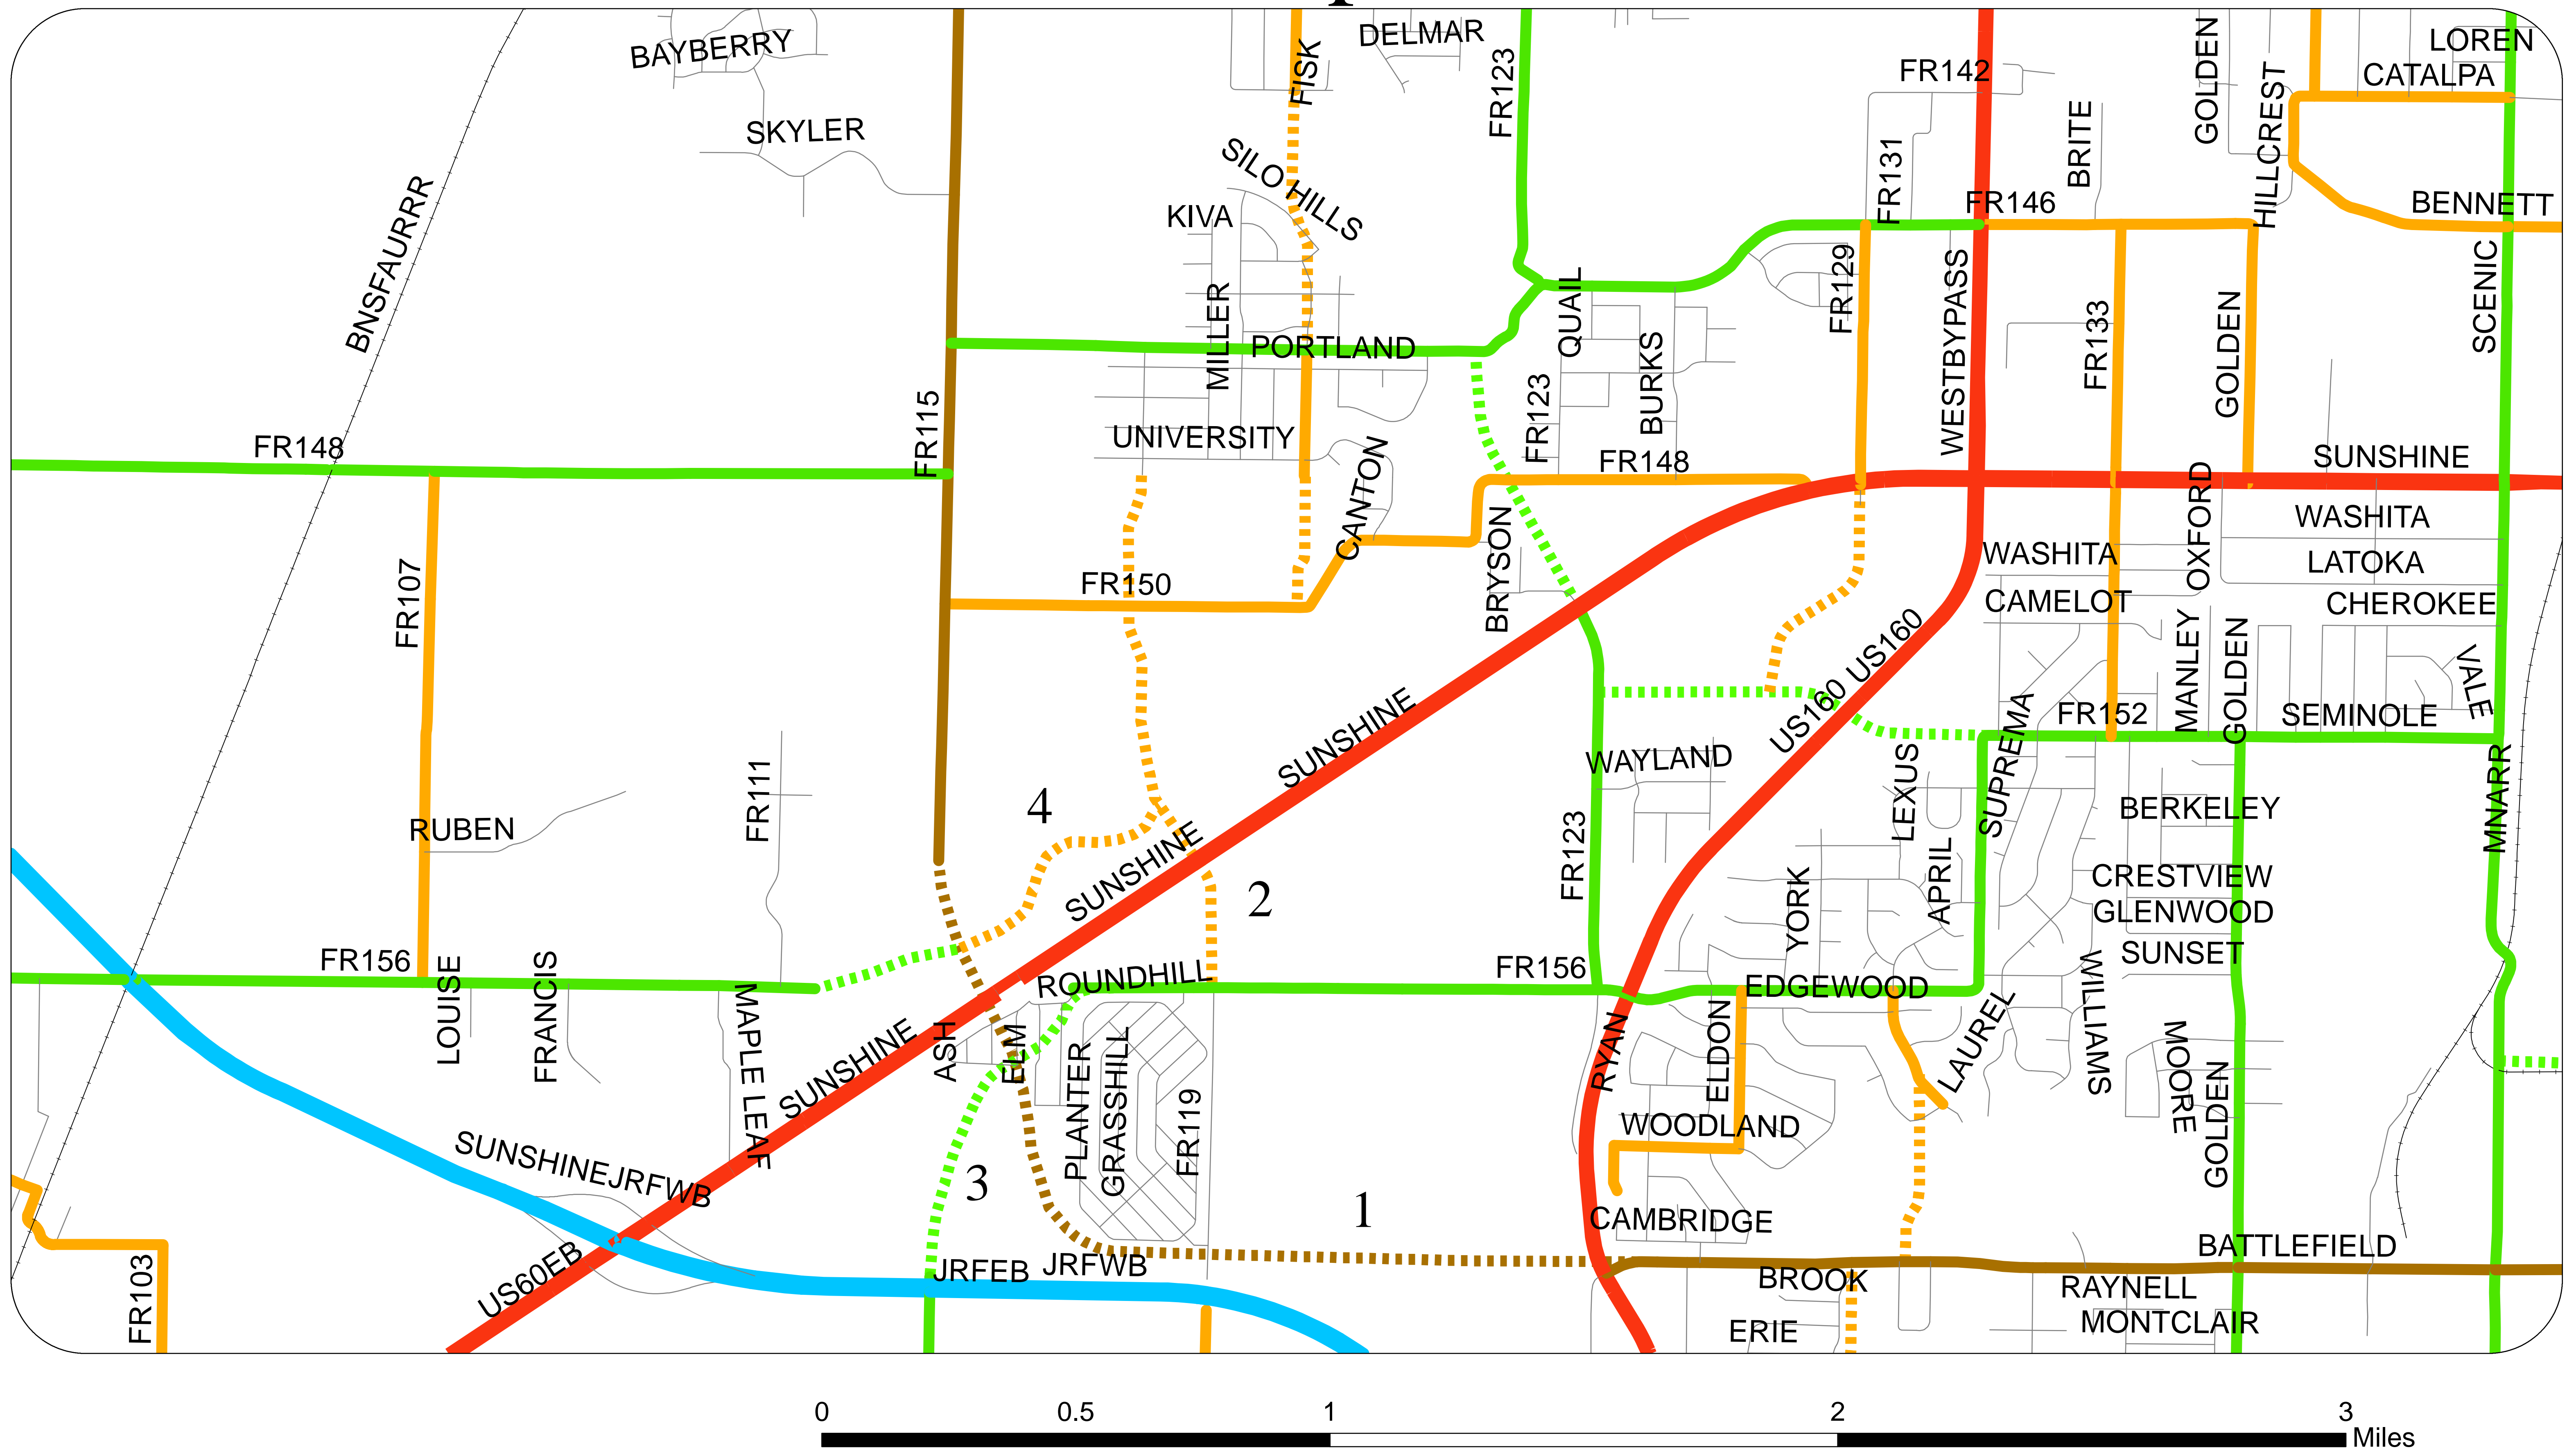 DELMAR
LOREN
BAYBERRY
FISK
FR123
FR142
GOLDEN
CATALPA
HILLCREST
SKYLER
SILO HILLS
FR131
BRITE
KIVA
FR146
BENNETT
BNSFAURRR
MILLER
QUAIL
FR129
WESTBYPASS
FR133
GOLDEN
SCENIC
PORTLAND
BURKS
FR115
FR123
FR148
UNIVERSITY
CANTON
FR148
SUNSHINE
OXFORD
WASHITA
BRYSON
WASHITA
LATOKA
FR107
FR150
CAMELOT
CHEROKEE
US160
MANLEY
GOLDEN
VALE
US160
SUNSHINE
SUPREMA
FR152
SEMINOLE
WAYLAND
LEXUS
MNARR
FR111
4
RUBEN
BERKELEY
SUNSHINE
FR123
APRIL
CRESTVIEW
2
YORK
GLENWOOD
FR156
LOUISE
FRANCIS
ROUNDHILL
FR156
SUNSET
EDGEWOOD
WILLIAMS
MAPLE LEAF
SUNSHINE
ASH
ELM
PLANTER
GRASSHILL
FR119
RYAN
ELDON
LAUREL
MOORE
GOLDEN
WOODLAND
SUNSHINEJRFWB
3
1
CAMBRIDGE
BATTLEFIELD
US60EB
JRFEB
JRFWB
BROOK
RAYNELL
FR103
MONTCLAIR
ERIE
0 0.5 1 2 3
Miles